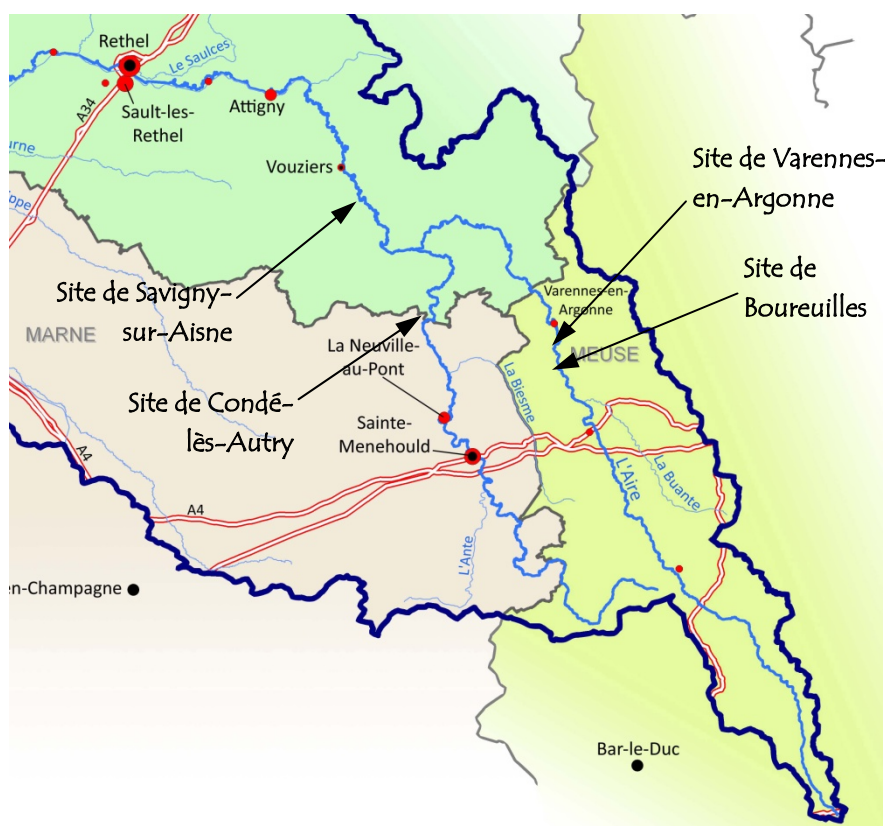 Rethel
Le Saulces
A34
Sault-les-
Rethel
Attigny
urne
Vouziers
ippe
Site de Varennes-
en-Argonne
Site de
Boureuilles
Site de Savigny-
sur-Aisne
Varennes-en-
Argonne
MARNE
MEUSE
La Neuville-
au-Pont
La Biesme
Site de Condé-
lès-Autry
Sainte-
Menehould
A4
L'Aire
La Buante
A4
L'Ante
en-Champagne
Bar-le-Duc